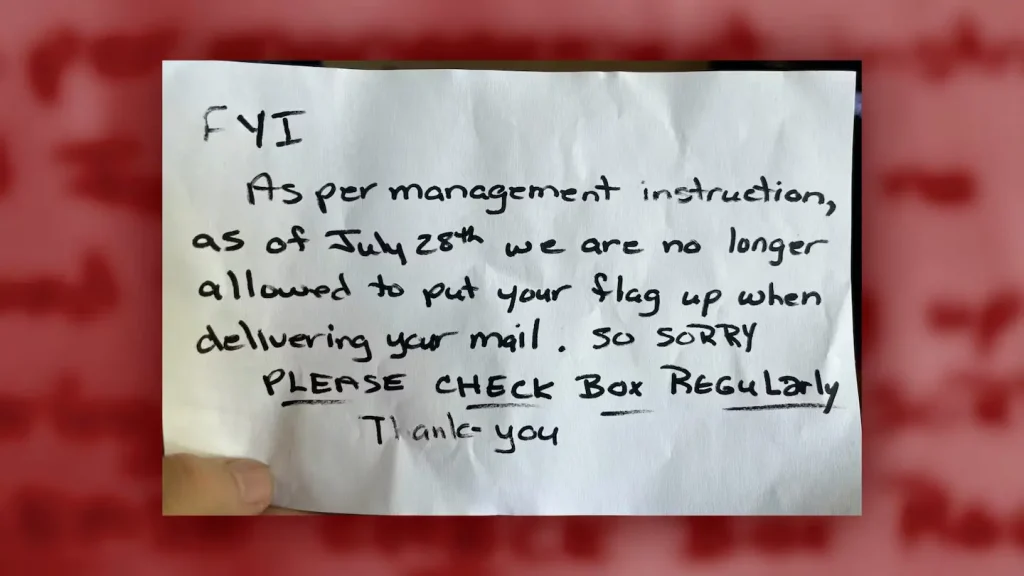 FYI
As per management instruction,
as of July 28th we are no longer
allowed to put your flag up when
delivering your mail. SO SORRY
PLEASE CHECK BOX REGuLarly
Thank-you